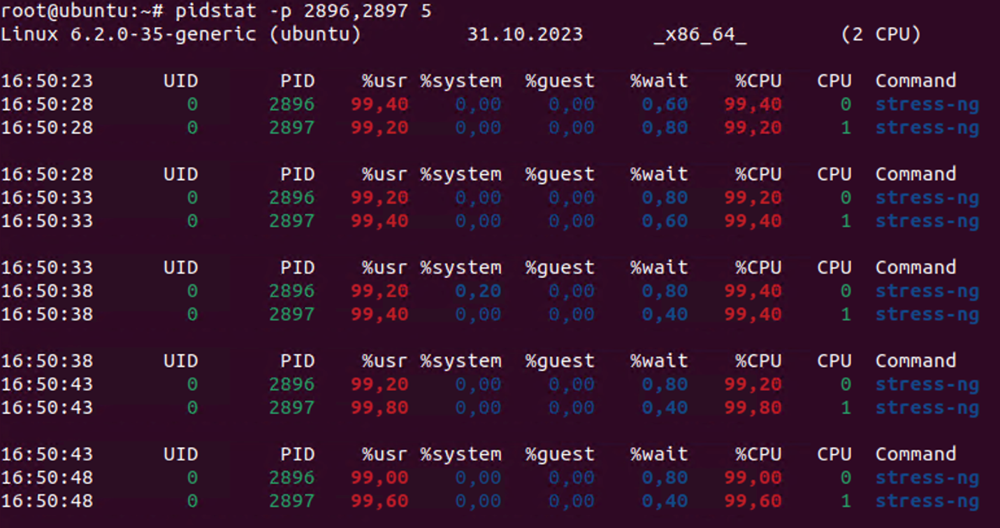 root@ubuntu:~# pidstat -p 2896,2897 5
Linux 6.2.0-35-generic (ubuntu) 31.10.2023 _x86_64_ (2 CPU)
16:50:23 UID PID %usr %system %guest %wait %CPU CPU Command
16:50:28 0 2896 99,40 0,00 0,00 0,60 99,40 0 stress-ng
16:50:28 0 2897 99,20 0,00 0,00 0,80 99,20 1 stress-ng
16:50:28 UID PID %usr %system %guest %wait %CPU CPU Command
16:50:33 0 2896 99,20 0,00 0,00 0,80 99,20 0 stress-ng
16:50:33 0 2897 99,40 0,00 0,00 0,60 99,40 1 stress-ng
16:50:33 UID PID %usr %system %guest %wait %CPU CPU Command
16:50:38 0 2896 99,20 0,20 0,00 0,80 99,40 0 stress-ng
16:50:38 0 2897 99,40 0,00 0,00 0,40 99,40 1 stress-ng
16:50:38 UID PID %usr %system %guest %wait %CPU CPU Command
16:50:43 0 2896 99,20 0,00 0,00 0,80 99,20 0 stress-ng
16:50:43 0 2897 99,80 0,00 0,00 0,40 99,80 1 stress-ng
16:50:43 UID PID %usr %system %guest %wait %CPU CPU Command
16:50:48 0 2896 99,00 0,00 0,00 0,80 99,00 0 stress-ng
16:50:48 0 2897 99,60 0,00 0,00 0,40 99,60 1 stress-ng